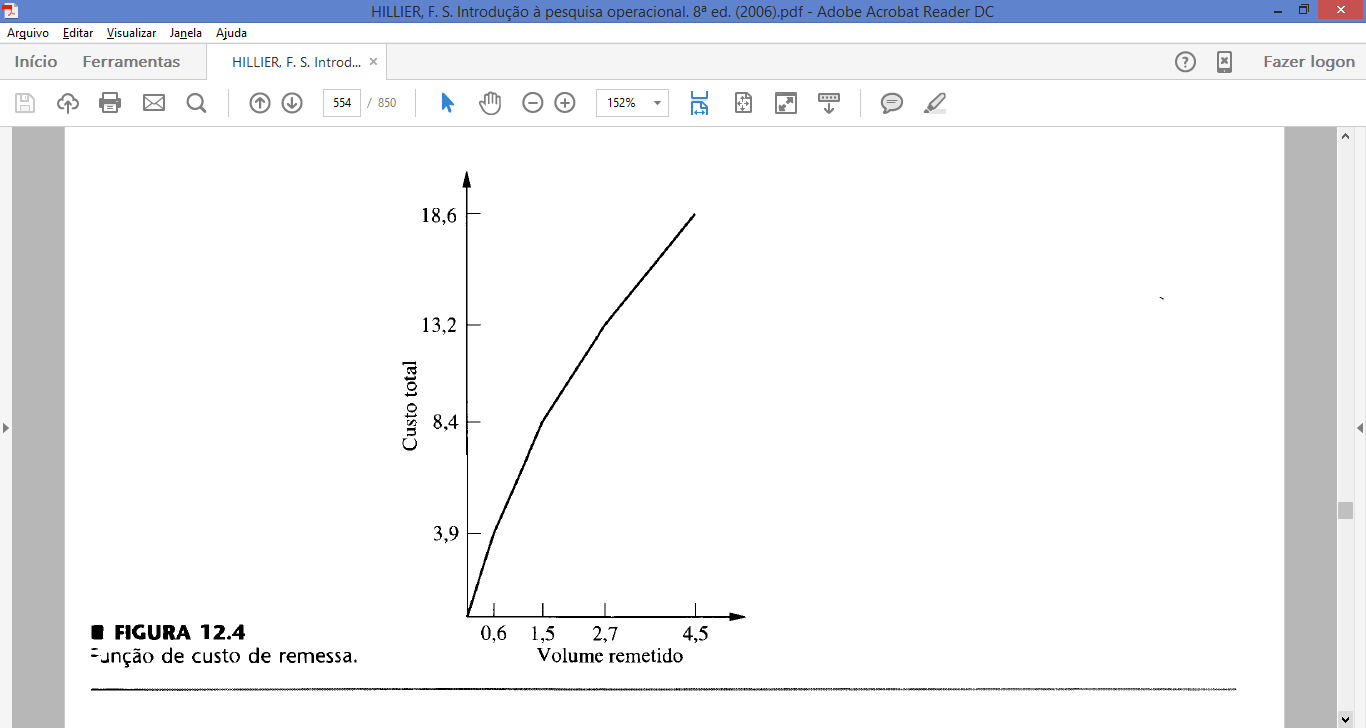 HILLIER, F. S. Introdução à pesquisa operacional. 8ª ed. (2006).pdf - Adobe Acrobat Reader DC
Arquivo Editar Visualizar Janela Ajuda
Início Ferramentas HILLIER, F. S. Introd... × Fazer logon
554 / 850 152%
18,6
13,2
Custo total
8,4
3,9
0,6 1,5 2,7 4,5
Volume remetido
FIGURA 12.4
Função de custo de remessa.